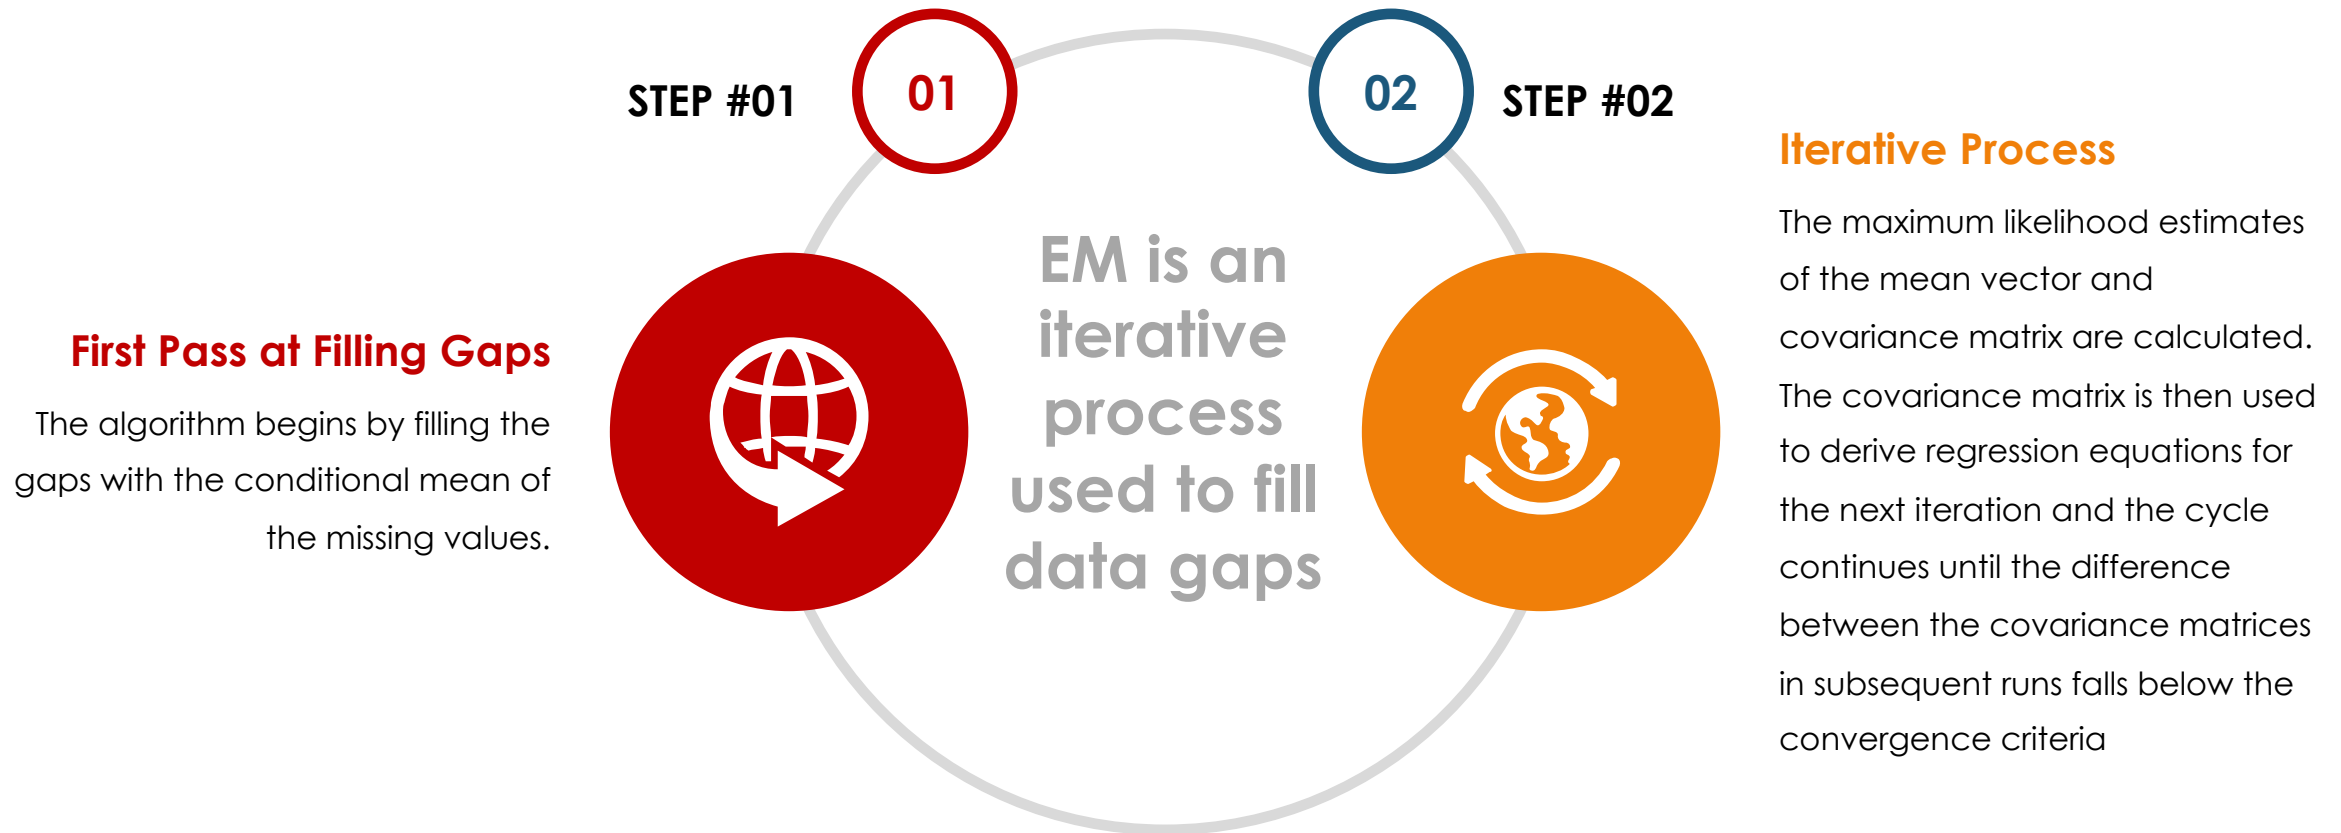 STEP #01
01
02
STEP #02
First Pass at Filling Gaps
The algorithm begins by filling the
gaps with the conditional mean of
the missing values.
EM is an
iterative
process
used to fill
data gaps
Iterative Process
The maximum likelihood estimates
of the mean vector and
covariance matrix are calculated.
The covariance matrix is then used
to derive regression equations for
the next iteration and the cycle
continues until the difference
between the covariance matrices
in subsequent runs falls below the
convergence criteria